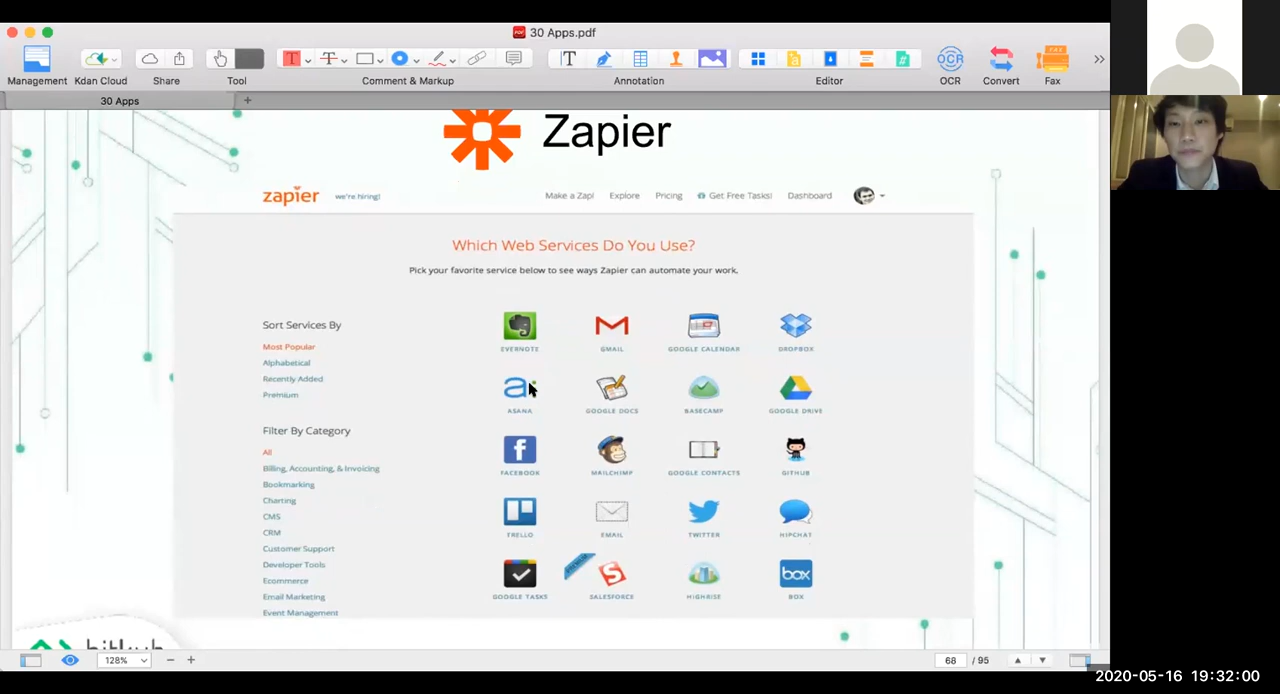 30 Apps.pdf
Management Kdan Cloud Share Tool Comment & Markup Annotation Editor OCR Convert Fax
30 Apps
Zapier
zapier we're hiring! Make a Zap! Explore Pricing Get Free Tasks! Dashboard
Which Web Services Do You Use?
Pick your favorite service below to see ways Zapier can automate your work.
Sort Services By
Most Popular
Alphabetical
Recently Added
Premium
Filter By Category
All
Billing, Accounting, & Invoicing
Bookmarking
Charting
CMS
CRM
Customer Support
Developer Tools
Ecommerce
Email Marketing
Event Management
EVERNOTE GMAIL GOOGLE CALENDAR DROPBOX
ASANA GOOGLE DOCS BASECAMP GOOGLE DRIVE
FACEBOOK MAILCHIMP GOOGLE CONTACTS GITHUB
TRELLO EMAIL TWITTER HIPCHAT
PREMIUM
box
GOOGLE TASKS SALESFORCE HIGHRISE BOX
128% 68 / 95
2020-05-16 19:32:00